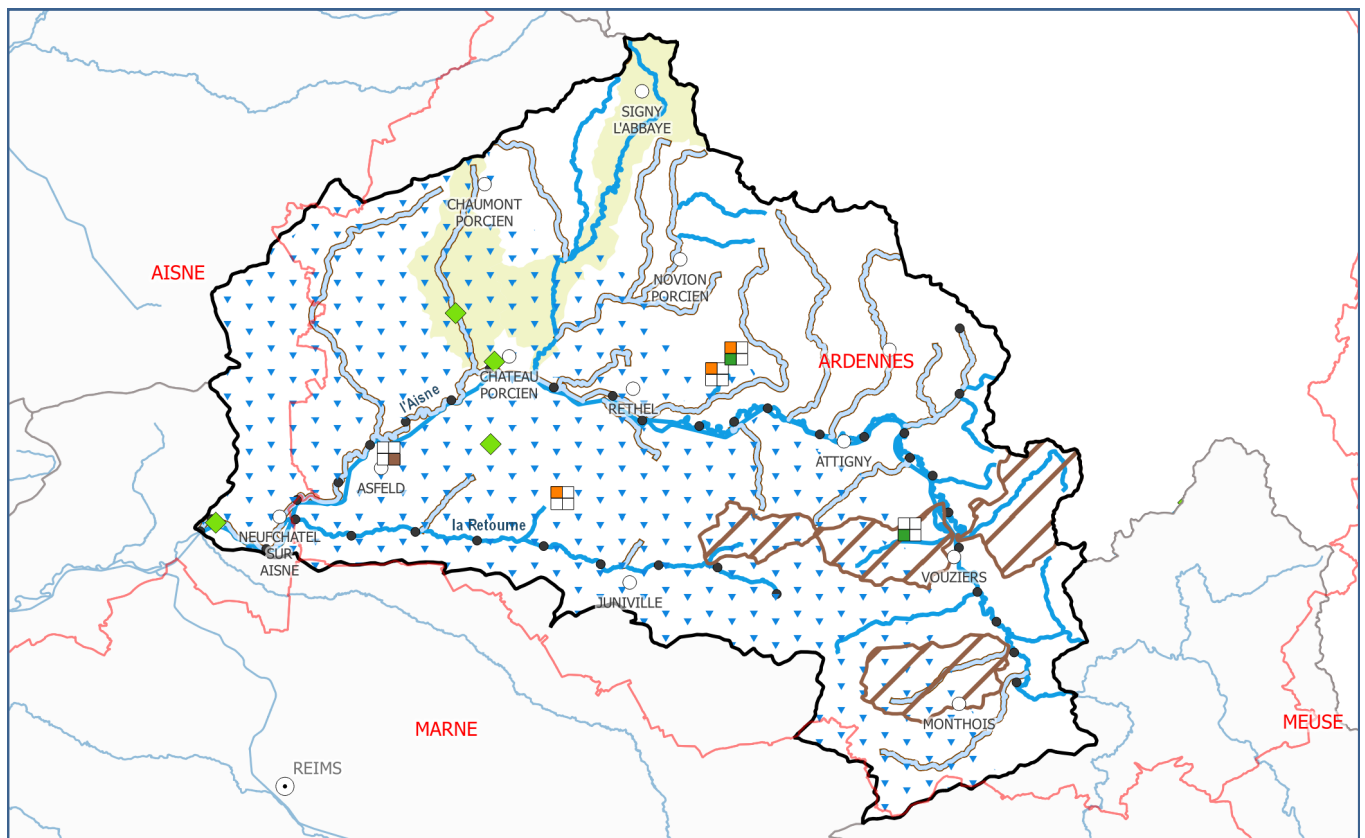 SIGNY
L'ABBAYE
CHAUMONT
PORCIEN
AISNE
NOVION
PORCIEN
ARDENNES
CHATEAU
PORCIEN
l'Aisne
RETHEL
ATTIGNY
ASFELD
la Retourne
NEUFCHATEL
SUR
AISNE
VOUZIERS
JUNIVILLE
MONTHOIS
MARNE
MEUSE
REIMS